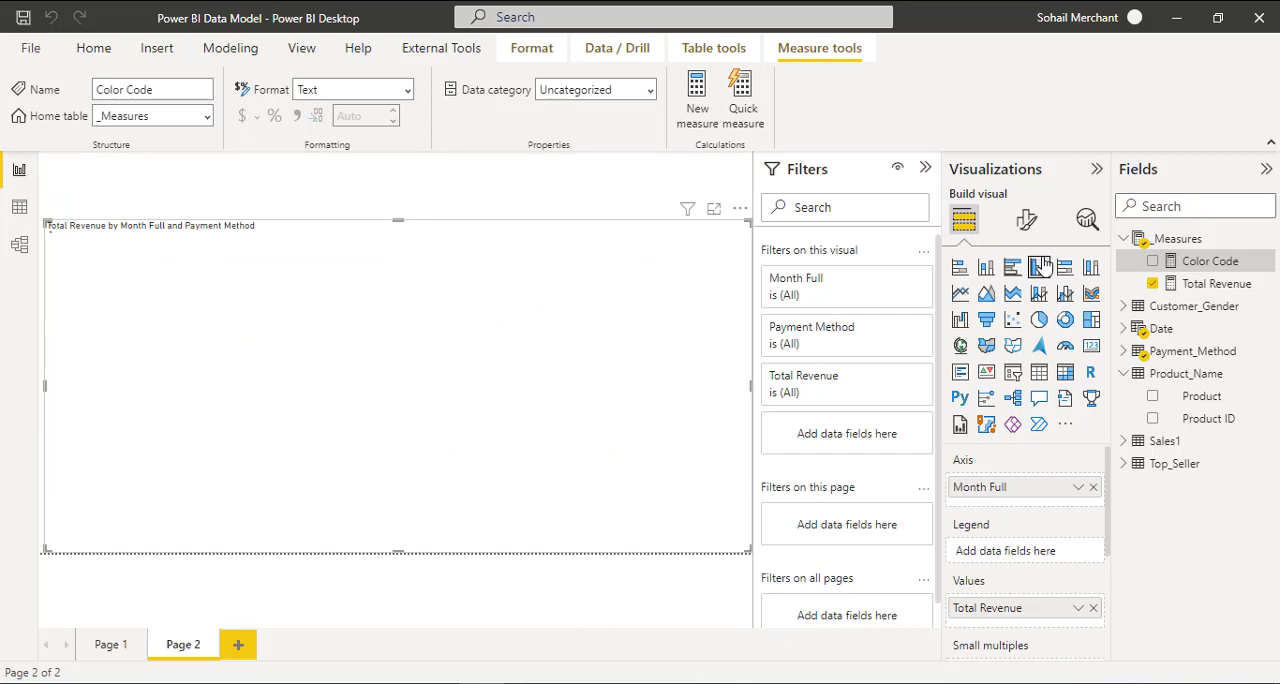 Power BI Data Model - Power BI Desktop
Search
Sohail Merchant
File
Home
Insert
Modeling
View
Help
External Tools
Format
Data / Drill
Table tools
Measure tools
Name
Color Code
Home table
_Measures
Structure
Format
Text
$
%
Auto
Formatting
Data category
Uncategorized
Properties
New
measure
Quick
measure
Calculations
Total Revenue by Month Full and Payment Method
Filters
Search
Filters on this visual
Month Full
is (All)
Payment Method
is (All)
Total Revenue
is (All)
Add data fields here
Filters on this page
Add data fields here
Filters on all pages
Add data fields here
Visualizations
Build visual
123
R
Py
Axis
Month Full
Legend
Add data fields here
Values
Total Revenue
Small multiples
Fields
Search
_Measures
Color Code
Total Revenue
Customer_Gender
Date
Payment_Method
Product_Name
Product
Product ID
Sales1
Top_Seller
Page 1
Page 2
Page 2 of 2